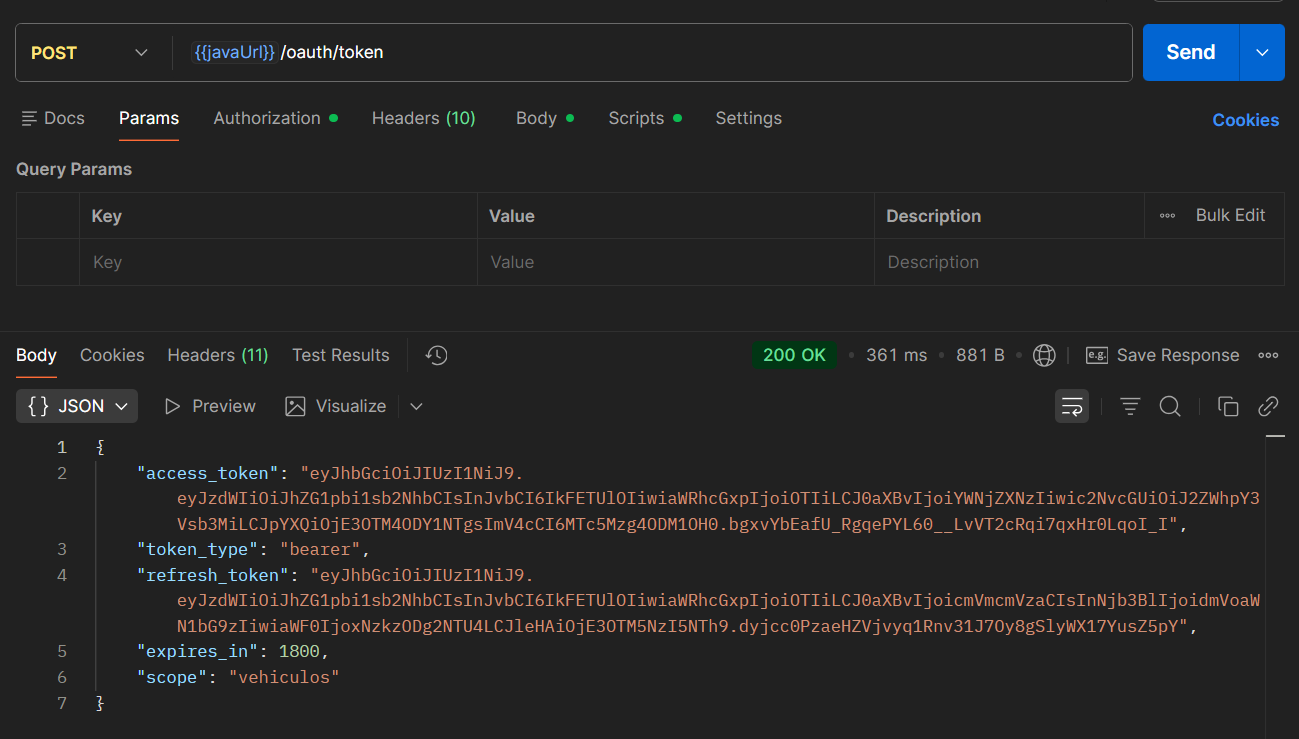 POST
{{javaUrl}} /oauth/token
Send
Docs
Params
Authorization
Headers (10)
Body
Scripts
Settings
Cookies
Query Params
Key
Value
Description
Bulk Edit
Key
Value
Description
Body
Cookies
Headers (11)
Test Results
200 OK
361 ms
881 B
e.g.
Save Response
{} JSON
Preview
Visualize
1 {
2 "access_token": "eyJhbGciOiJIUzI1NiJ9.
eyJzdWIiOiJhZG1pbi1sb2NhbCIsInJvbCI6IkFETUlOIiwiaWRhcGxpIjoiOTIiLCJ0aXBvIjoiYWNjZXNzIiwic2NvcGUiOiJ2ZWhpY3
Vsb3MiLCJpYXQiOjE3OTM4ODY1NTgsImV4cCI6MTc5Mzg4ODM1OH0.bgxvYbEafU_RgqePYL60__LvVT2cRqi7qxHr0LqoI_I",
3 "token_type": "bearer",
4 "refresh_token": "eyJhbGciOiJIUzI1NiJ9.
eyJzdWIiOiJhZG1pbi1sb2NhbCIsInJvbCI6IkFETUlOIiwiaWRhcGxpIjoiOTIiLCJ0aXBvIjoicmVmcmVzaCIsInNjb3BlIjoidmVoaW
N1bG9zIiwiaWF0IjoxNzkzODg2NTU4LCJleHAiOjE3OTM5NzI5NTh9.dyjcc0PzaeHZVjvyq1Rnv31J7Oy8gSlyWX17YusZ5pY",
5 "expires_in": 1800,
6 "scope": "vehiculos"
7 }